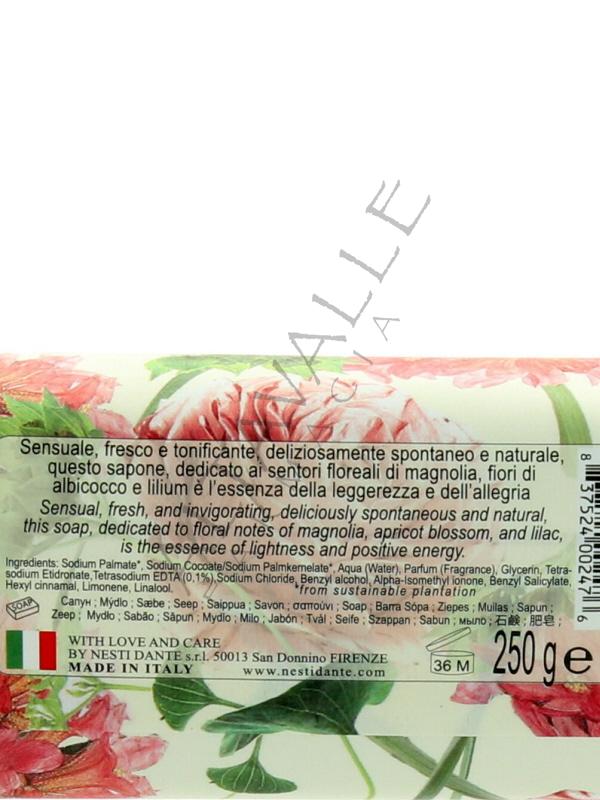 Sensuale, fresco e tonificante, deliziosamente spontaneo e naturale,
questo sapone, dedicato ai sentori floreali di magnolia, fiori di
albicocco e lilium è l'essenza della leggerezza e dell'allegria
Sensual, fresh, and invigorating, deliciously spontaneous and natural,
this soap, dedicated to floral notes of magnolia, apricot blossom, and lilac,
is the essence of lightness and positive energy.
Ingredients: Sodium Palmate*, Sodium Cocoate/Sodium Palmkernelate*, Aqua (Water), Parfum (Fragrance), Glycerin, Tetra-
sodium Etidronate,Tetrasodium EDTA (0,1%),Sodium Chloride, Benzyl alcohol, Alpha-Isomethyl ionone, Benzyl Salicylate,
Hexyl cinnamal, Limonene, Linalool.
*from sustainable plantation
SOAP
Сапун ; Mýdlo ; Sæbe ; Seep ; Saippua ; Savon ; σαπούνι ; Soap ; Barra Sópa ; Ziepes ; Muilas ; Sapun ;
Zeep ; Mydło ; Sabão ; Săpun ; Mydlo ; Milo ; Jabón ; Tvål ; Seife ; Szappan ; Sabun ; мыло ; 石鹸 ; 肥皂 ;
WITH LOVE AND CARE
BY NESTI DANTE s.r.l. 50013 San Donnino FIRENZE
MADE IN ITALY www.nestidante.com
36 M
250 g e
8 37524 00247 6